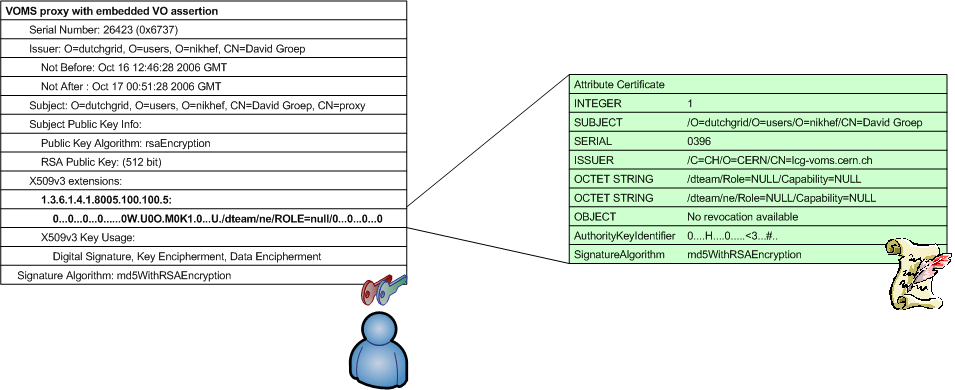 VOMS proxy with embedded VO assertion
Serial Number: 26423 (0x6737)
Issuer: O=dutchgrid, O=users, O=nikhef, CN=David Groep
Not Before: Oct 16 12:46:28 2006 GMT
Not After : Oct 17 00:51:28 2006 GMT
Subject: O=dutchgrid, O=users, O=nikhef, CN=David Groep, CN=proxy
Subject Public Key Info:
Public Key Algorithm: rsaEncryption
RSA Public Key: (512 bit)
X509v3 extensions:
1.3.6.1.4.1.8005.100.100.5:
0...0...0...0......0W.U0O.M0K1.0...U./dteam/ne/ROLE=null/0...0...0...0
X509v3 Key Usage:
Digital Signature, Key Encipherment, Data Encipherment
Signature Algorithm: md5WithRSAEncryption
Attribute Certificate
INTEGER 1
SUBJECT /O=dutchgrid/O=users/O=nikhef/CN=David Groep
SERIAL 0396
ISSUER /C=CH/O=CERN/CN=lcg-voms.cern.ch
OCTET STRING /dteam/Role=NULL/Capability=NULL
OCTET STRING /dteam/ne/Role=NULL/Capability=NULL
OBJECT No revocation available
AuthorityKeyIdentifier 0....H....0.....<3...#..
SignatureAlgorithm md5WithRSAEncryption